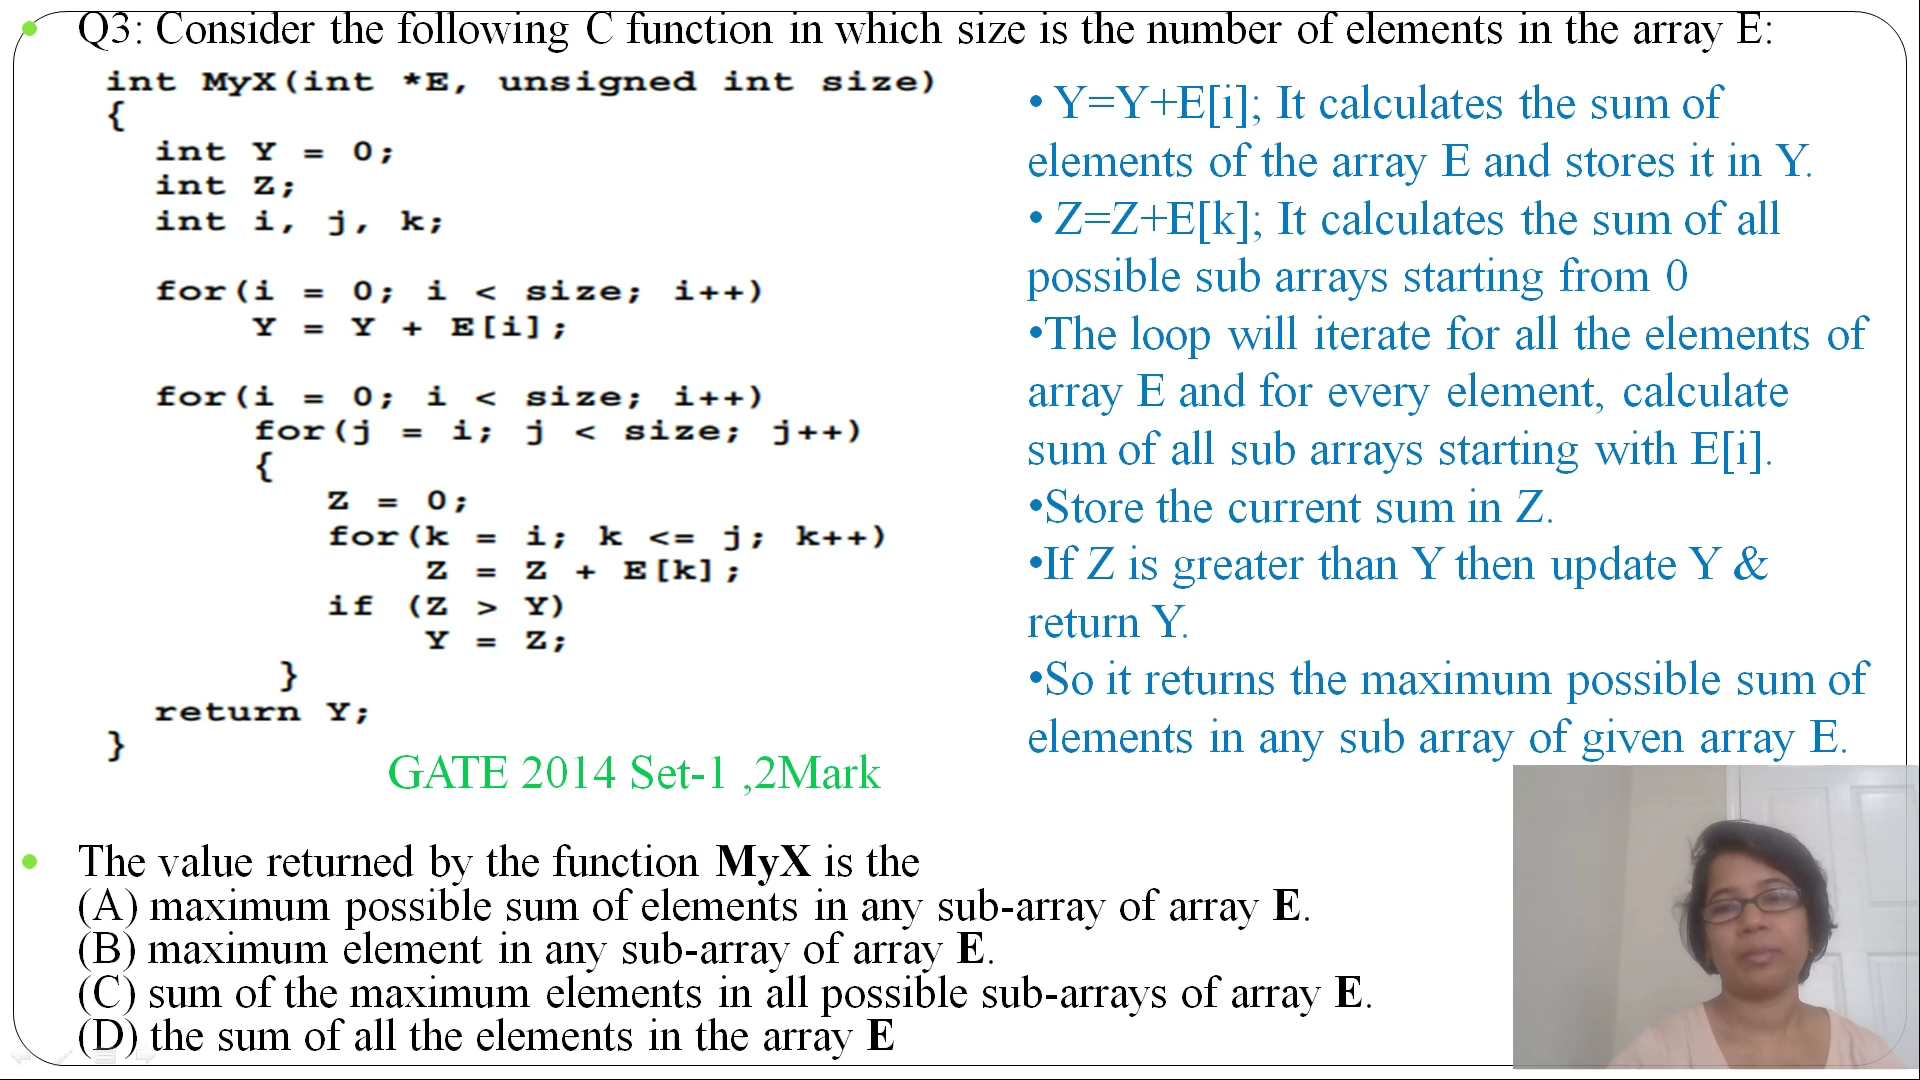 Q3: Consider the following C function in which size is the number of elements in the array E:
int MyX(int *E, unsigned int size)
{
int Y = 0;
int Z;
int i, j, k;
for(i = 0; i < size; i++)
Y = Y + E[i];
for(i = 0; i < size; i++)
for(j = i; j < size; j++)
{
Z = 0;
for(k = i; k <= j; k++)
Z = Z + E[k];
if (Z > Y)
Y = Z;
}
return Y;
}
GATE 2014 Set-1 ,2Mark
• Y=Y+E[i]; It calculates the sum of
elements of the array E and stores it in Y.
• Z=Z+E[k]; It calculates the sum of all
possible sub arrays starting from 0
•The loop will iterate for all the elements of
array E and for every element, calculate
sum of all sub arrays starting with E[i].
•Store the current sum in Z.
•If Z is greater than Y then update Y &
return Y.
•So it returns the maximum possible sum of
elements in any sub array of given array E.
The value returned by the function MyX is the
(A) maximum possible sum of elements in any sub-array of array E.
(B) maximum element in any sub-array of array E.
(C) sum of the maximum elements in all possible sub-arrays of array E.
(D) the sum of all the elements in the array E